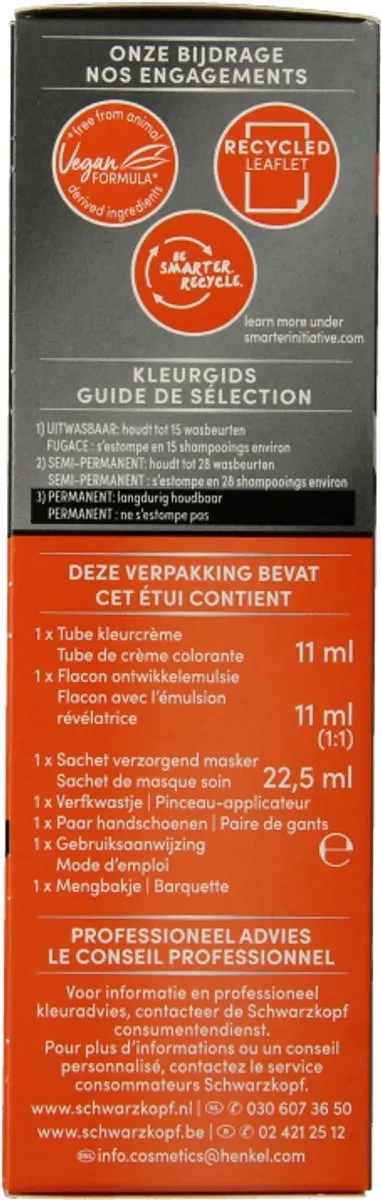 ONZE BIJDRAGE
NOS ENGAGEMENTS
*free from animal
Vegan
FORMULA*
derived ingredients
RECYCLED
LEAFLET
BE
SMARTER.
RECYCLE.
learn more under
smarterinitiative.com
KLEURGIDS
GUIDE DE SÉLECTION
1) UITWASBAAR: houdt tot 15 wasbeurten
FUGACE : s'estompe en 15 shampooings environ
2) SEMI-PERMANENT: houdt tot 28 wasbeurten
SEMI-PERMANENT : s'estompe en 28 shampooings environ
3) PERMANENT: langdurig houdbaar
PERMANENT : ne s'estompe pas
DEZE VERPAKKING BEVAT
CET ÉTUI CONTIENT
1 x Tube kleurcrème
Tube de crème colorante 11 ml
1 x Flacon ontwikkelemulsie
Flacon avec l'émulsion
révélatrice 11 ml
(1:1)
1 x Sachet verzorgend masker
Sachet de masque soin 22,5 ml
1 x Verfkwastje | Pinceau-applicateur
1 x Paar handschoenen | Paire de gants
1 x Gebruiksaanwijzing
Mode d'emploi
℮
1 x Mengbakje | Barquette
PROFESSIONEEL ADVIES
LE CONSEIL PROFESSIONNEL
Voor informatie en professioneel
kleuradvies, contacteer de Schwarzkopf
consumentendienst.
Pour plus d'informations ou un conseil
personnalisé, contactez le service
consommateurs Schwarzkopf.
www.schwarzkopf.nl | NL 030 607 36 50
www.schwarzkopf.be | B 02 421 25 12
info.cosmetics@henkel.com